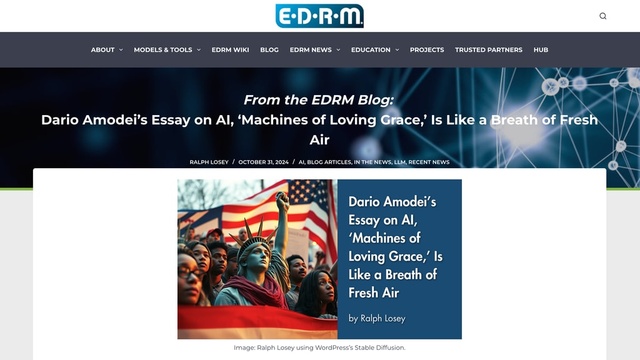 E·D·R·M
ABOUT MODELS & TOOLS EDRM WIKI BLOG EDRM NEWS EDUCATION PROJECTS TRUSTED PARTNERS HUB
From the EDRM Blog:
Dario Amodei’s Essay on AI, ‘Machines of Loving Grace,’ Is Like a Breath of Fresh
Air
RALPH LOSEY / OCTOBER 31, 2024 / AI, BLOG ARTICLES, IN THE NEWS, LLM, RECENT NEWS
Dario Amodei’s
Essay on AI,
‘Machines of
Loving Grace,’ Is
Like a Breath of
Fresh Air
by Ralph Losey
Image: Ralph Losey using WordPress’s Stable Diffusion.